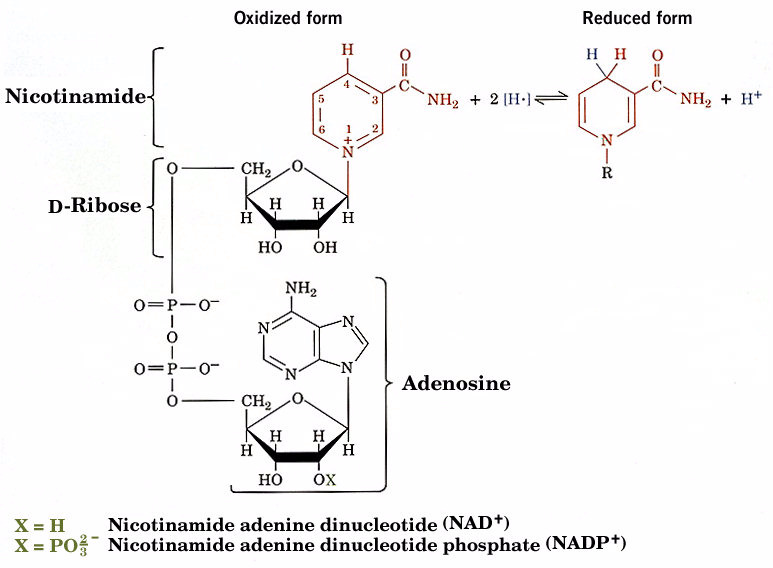 Oxidized form
Reduced form
Nicotinamide
H
4
5
3
6
1
2
+
N
O
C
NH₂
+ 2 [H·] ⇌
H H
O
C
NH₂
N
R
+ H⁺
D-Ribose
O
CH₂
O
H H H H
HO OH
O=P—O⁻
O
O=P—O⁻
O
NH₂
N
N
N
N
Adenosine
CH₂
O
H H H H
HO OX
X = H Nicotinamide adenine dinucleotide (NAD⁺)
X = PO₃²⁻ Nicotinamide adenine dinucleotide phosphate (NADP⁺)